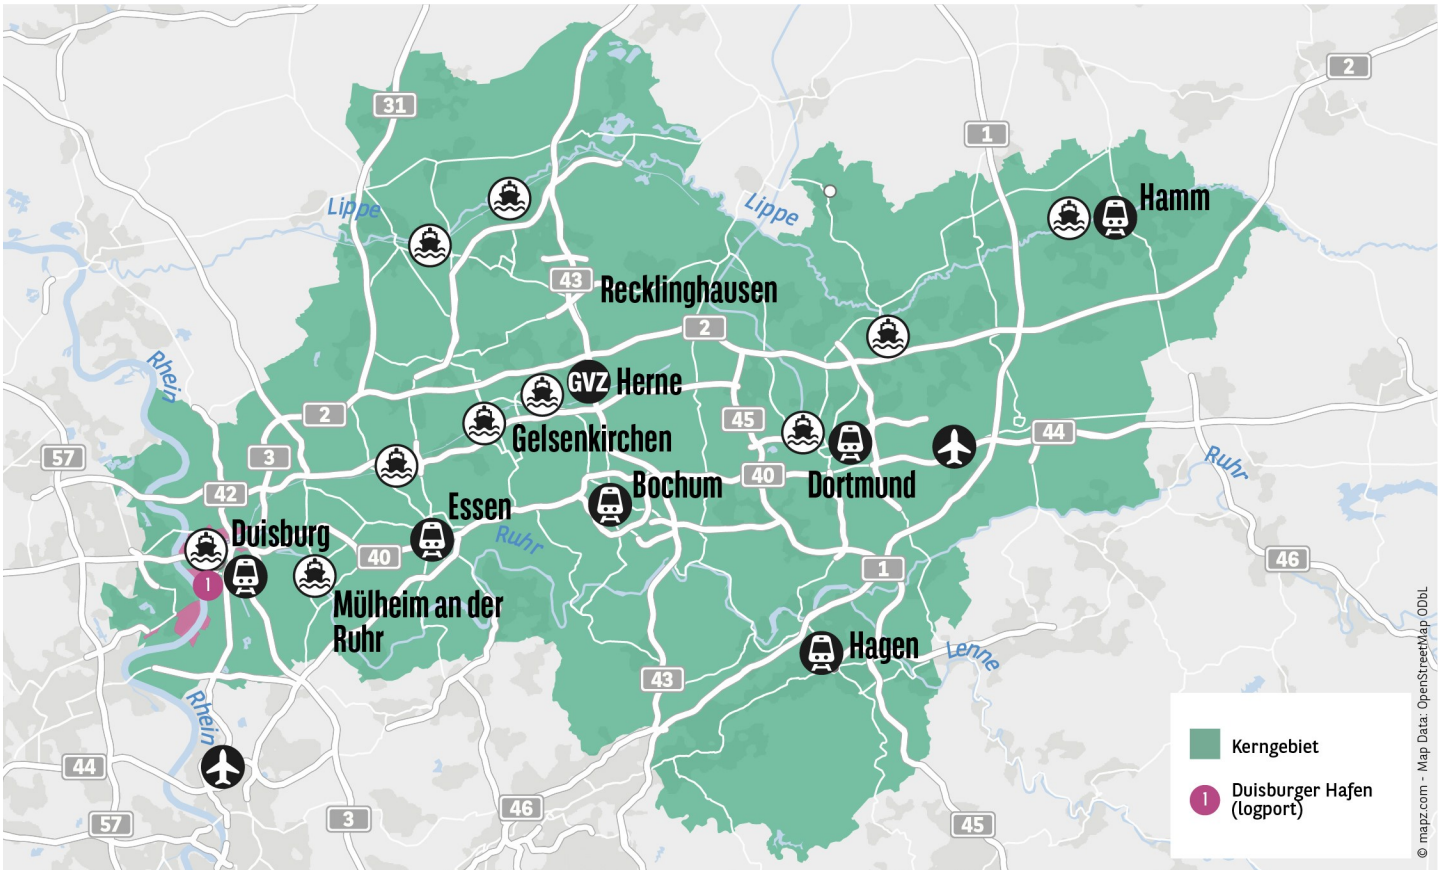 2
31
1
Hamm
Lippe
Lippe
43
Recklinghausen
2
Rhein
GVZ Herne
2
45
Gelsenkirchen
44
57
3
40
Ruhr
42
Bochum
Dortmund
Essen
Duisburg
Ruhr
40
46
1
1
Mülheim an der
Ruhr
Hagen
Lenne
43
Rhein
44
57
3
46
45
Kerngebiet
1 Duisburger Hafen
(logport)
© mapz.com - Map Data: OpenStreetMap ODbL